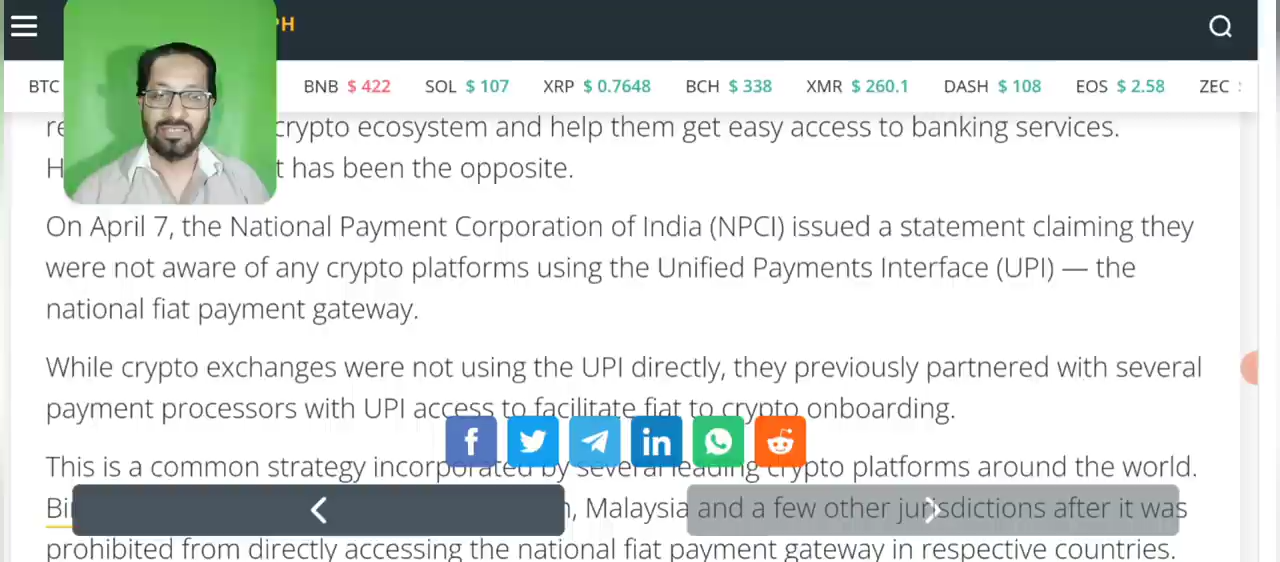 PH
BTC BNB $ 422 SOL $ 107 XRP $ 0.7648 BCH $ 338 XMR $ 260.1 DASH $ 108 EOS $ 2.58 ZEC
re crypto ecosystem and help them get easy access to banking services.
H t has been the opposite.
On April 7, the National Payment Corporation of India (NPCI) issued a statement claiming they
were not aware of any crypto platforms using the Unified Payments Interface (UPI) — the
national fiat payment gateway.
While crypto exchanges were not using the UPI directly, they previously partnered with several
payment processors with UPI access to facilitate fiat to crypto onboarding.
This is a common strategy incorporated by several leading crypto platforms around the world.
Bi n, Malaysia and a few other jurisdictions after it was
prohibited from directly accessing the national fiat payment gateway in respective countries.